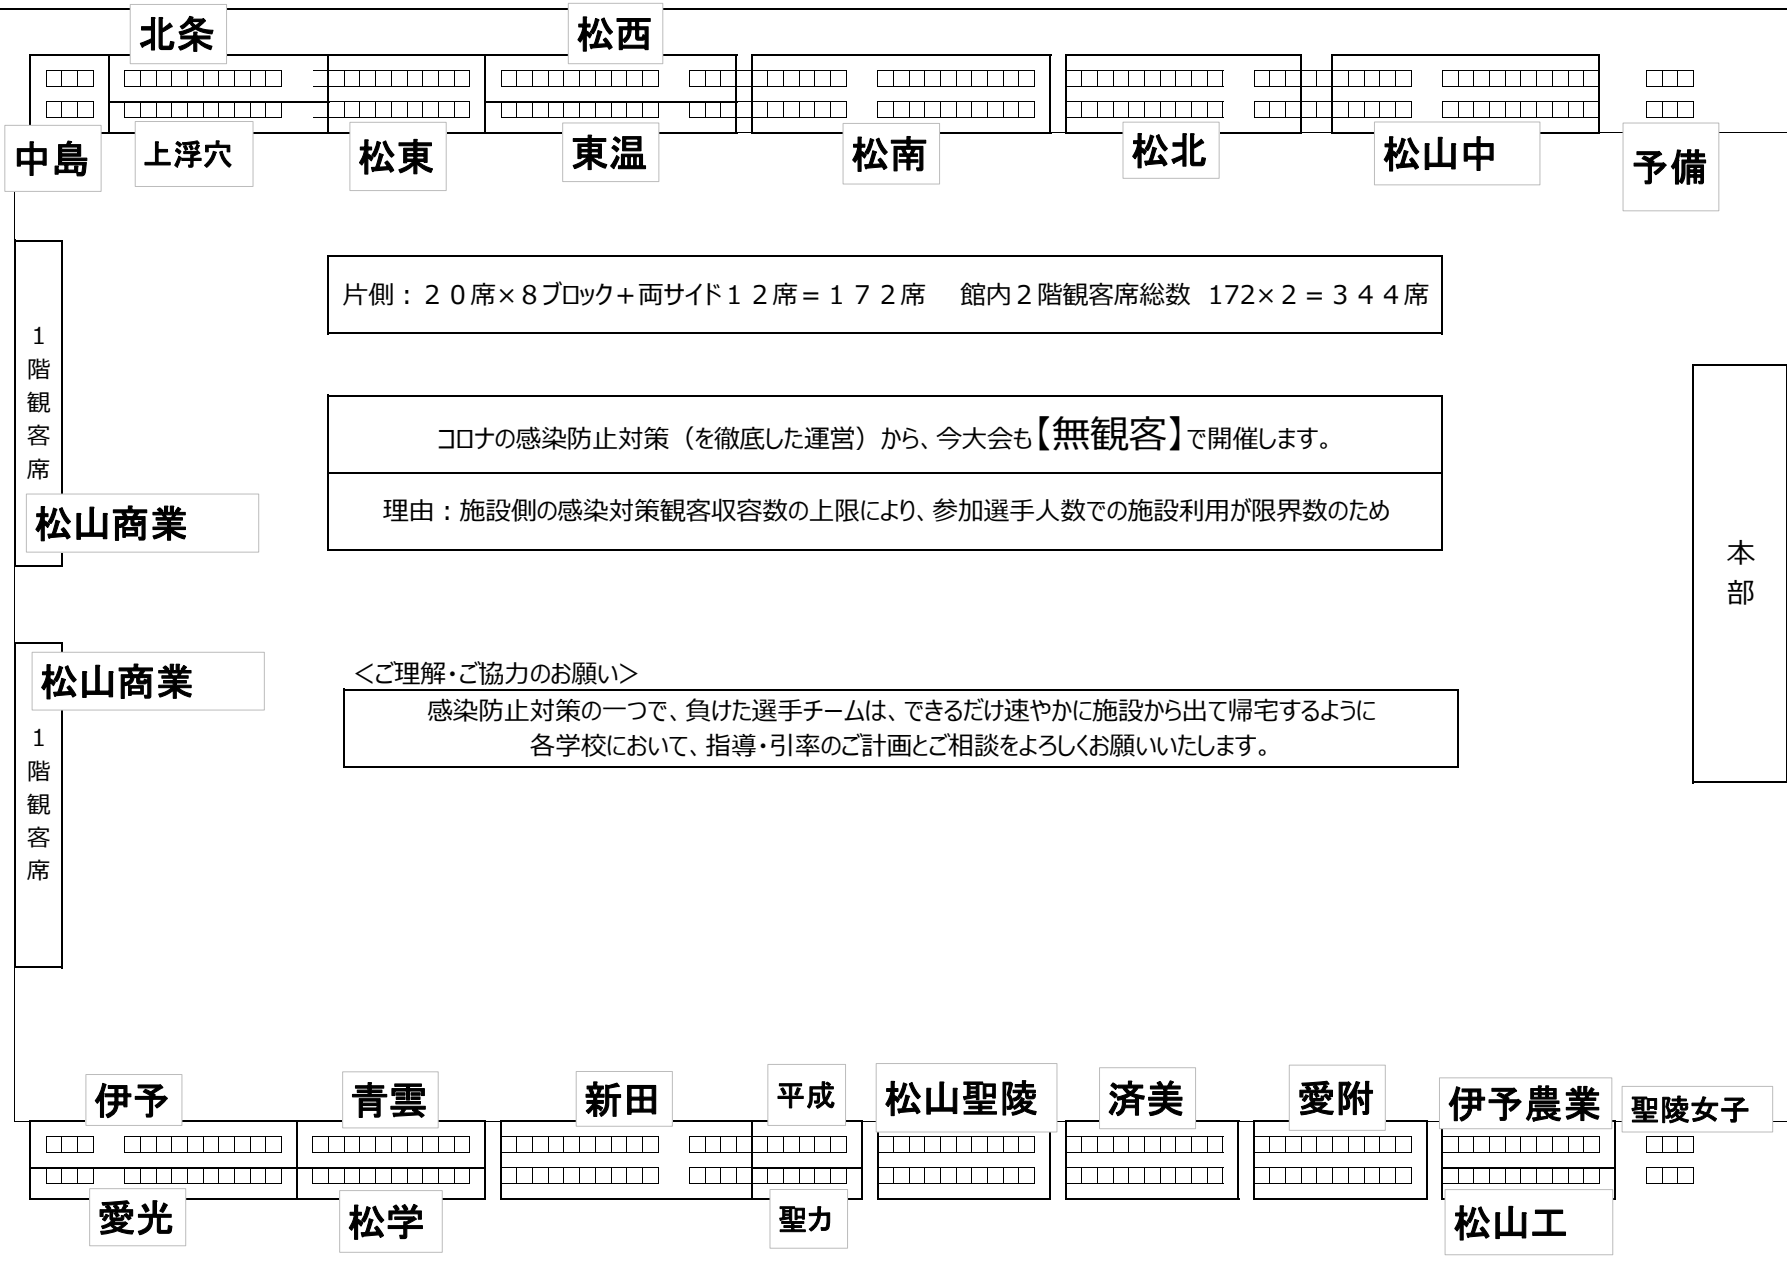 北条
松西
中島
上浮穴
松東
東温
松南
松北
松山中
予備
片側：２０席×８ブロック＋両サイド１２席＝１７２席　館内２階観客席総数 172×２＝３４４席
1階観客席
松山商業
コロナの感染防止対策（を徹底した運営）から、今大会も【無観客】で開催します。
理由：施設側の感染対策観客収容数の上限により、参加選手人数での施設利用が限界数のため
本部
松山商業
1階観客席
＜ご理解・ご協力のお願い＞
感染防止対策の一つで、負けた選手チームは、できるだけ速やかに施設から出て帰宅するように
各学校において、指導・引率のご計画とご相談をよろしくお願いいたします。
伊予
青雲
新田
平成
松山聖陵
済美
愛附
伊予農業
聖陵女子
愛光
松学
聖カ
松山工